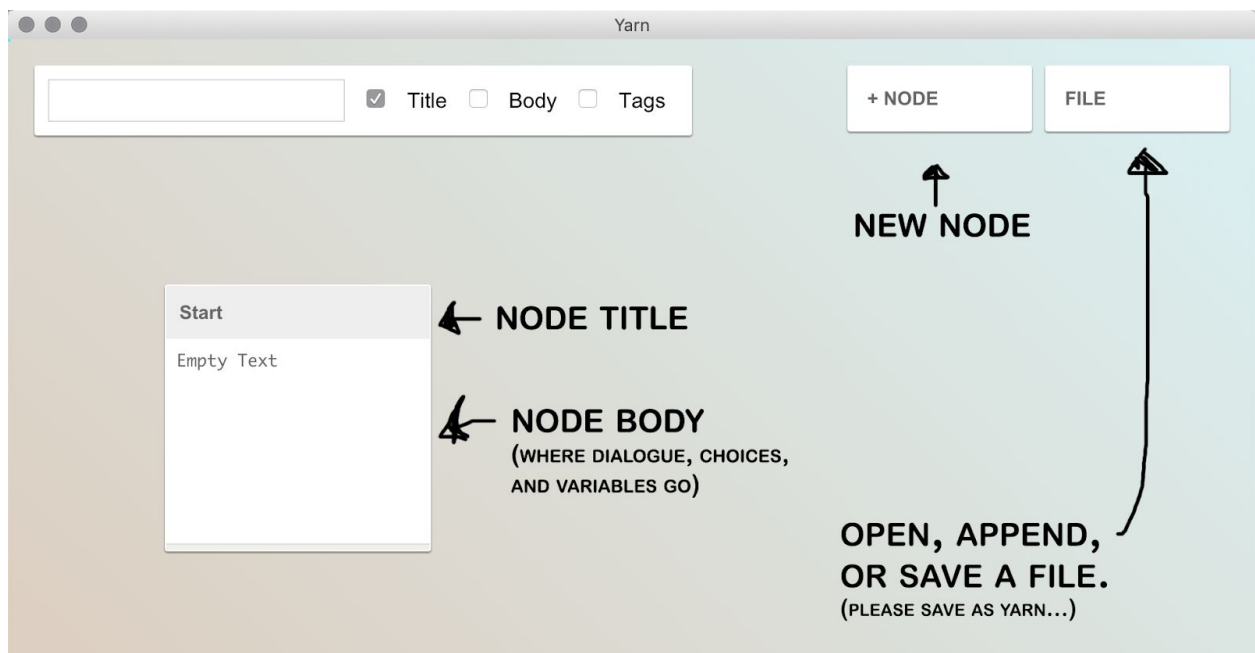 Yarn
Title Body Tags
+ NODE
FILE
NEW NODE
Start
NODE TITLE
Empty Text
NODE BODY
(WHERE DIALOGUE, CHOICES,
AND VARIABLES GO)
OPEN, APPEND,
OR SAVE A FILE.
(PLEASE SAVE AS YARN...)